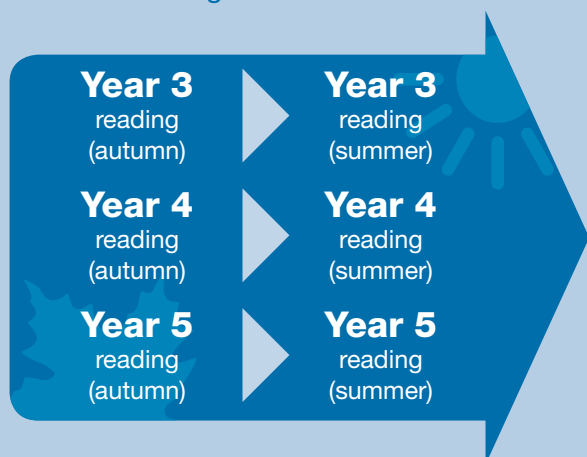 Year 3
reading
(autumn)
Year 3
reading
(summer)
Year 4
reading
(autumn)
Year 4
reading
(summer)
Year 5
reading
(autumn)
Year 5
reading
(summer)